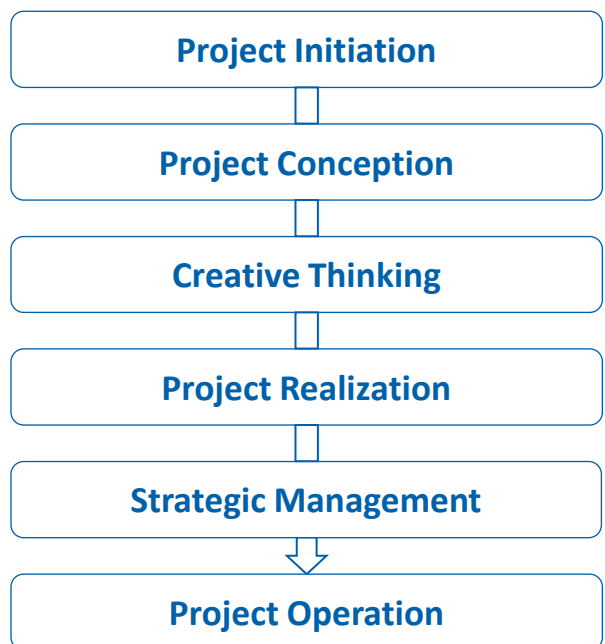 Project Initiation
Project Conception
Creative Thinking
Project Realization
Strategic Management
Project Operation